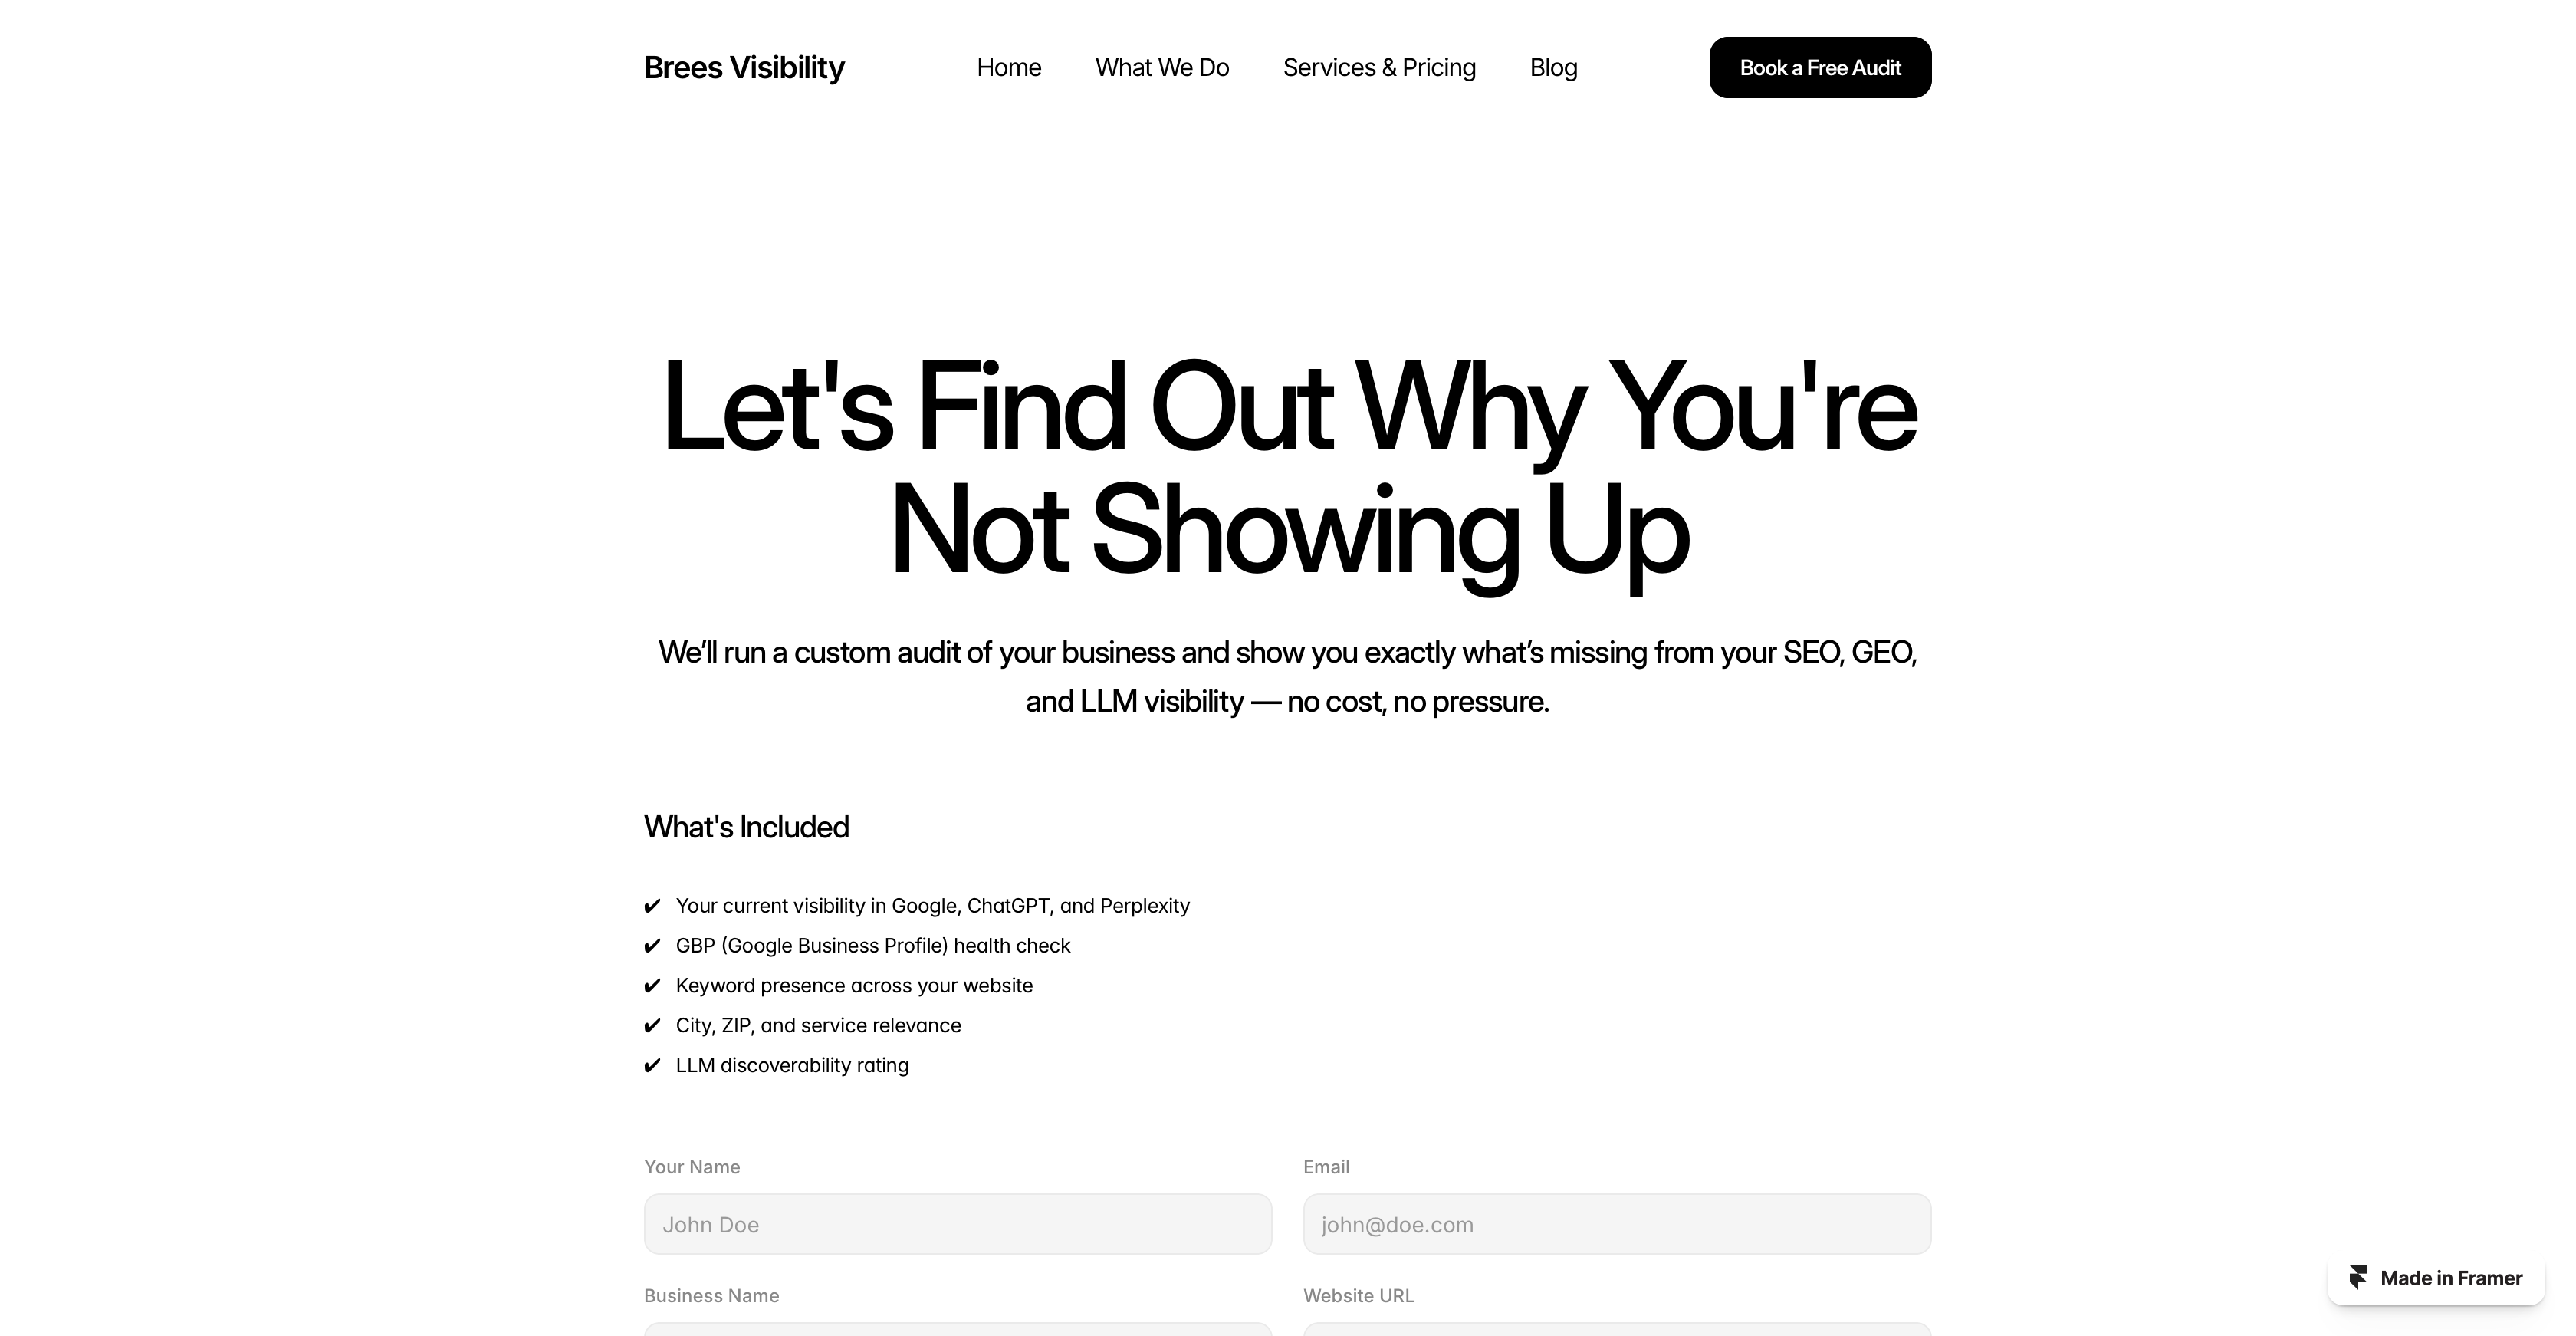 Brees Visibility
Home
What We Do
Services & Pricing
Blog
Book a Free Audit
Let's Find Out Why You're
Not Showing Up
We’ll run a custom audit of your business and show you exactly what’s missing from your SEO, GEO,
and LLM visibility — no cost, no pressure.
What's Included
✔ Your current visibility in Google, ChatGPT, and Perplexity
✔ GBP (Google Business Profile) health check
✔ Keyword presence across your website
✔ City, ZIP, and service relevance
✔ LLM discoverability rating
Your Name
Email
John Doe
john@doe.com
Business Name
Website URL
Made in Framer